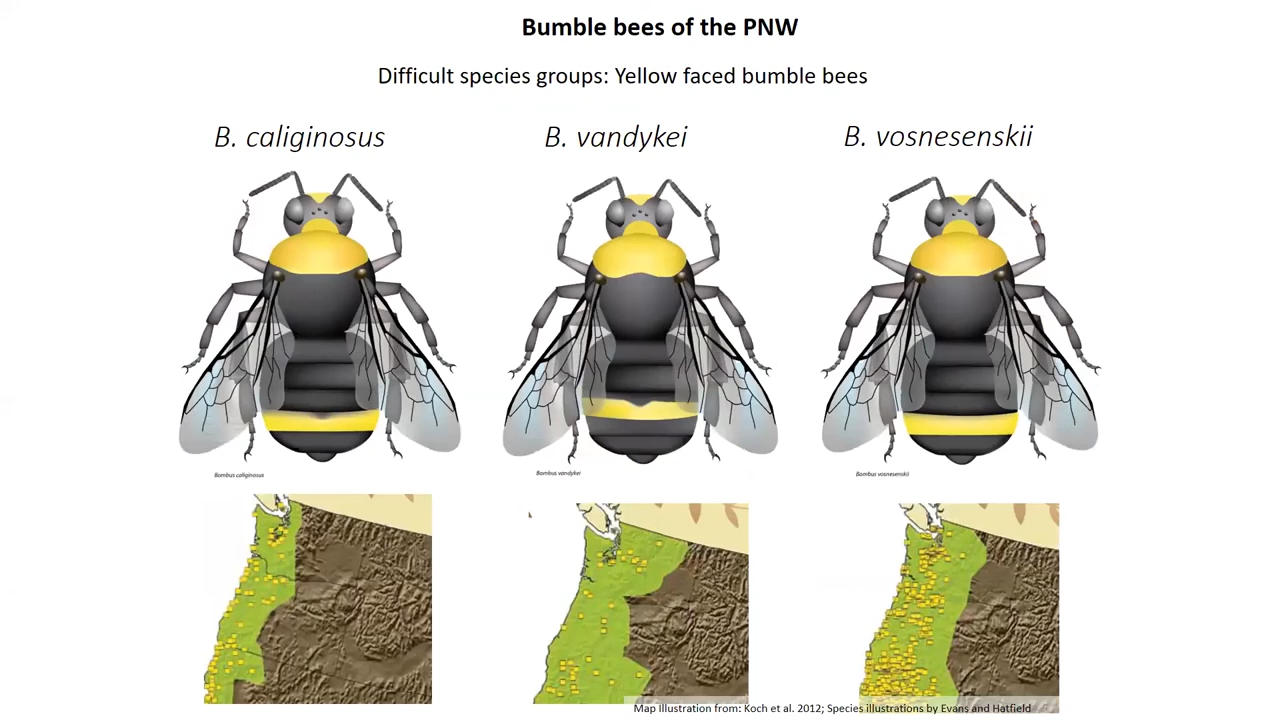 Bumble bees of the PNW
Difficult species groups: Yellow faced bumble bees
B. caliginosus
B. vandykei
B. vosnesenskii
Bombus caliginosus
Bombus vandykei
Bombus vosnesenskii
Map Illustration from: Koch et al. 2012; Species illustrations by Evans and Hatfield